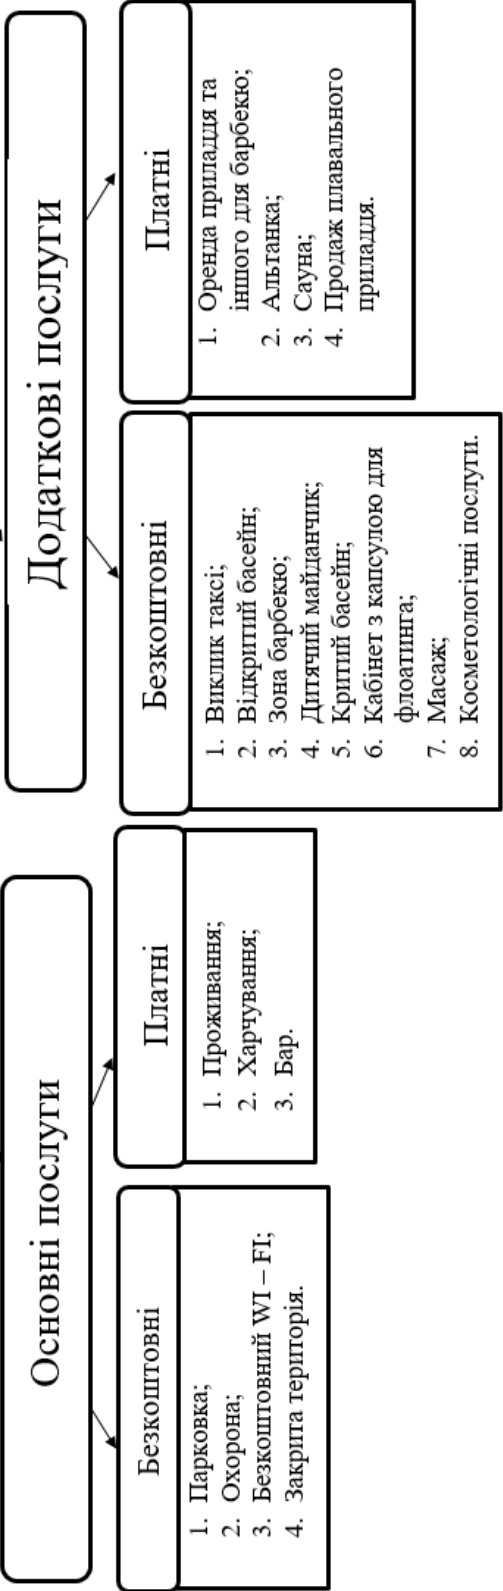 Основні послуги
Безкоштовні
1. Парковка;
2. Охорона;
3. Безкоштовний WI – FI;
4. Закрита територія.
Платні
1. Проживання;
2. Харчування;
3. Бар.
Додаткові послуги
Безкоштовні
1. Виклик таксі;
2. Відкритий басейн;
3. Зона барбекю;
4. Дитячий майданчик;
5. Критий басейн;
6. Кабінет з капсулою для
флоатинга;
7. Масаж;
8. Косметологічні послуги.
Платні
1. Оренда приладдя та
іншого для барбекю;
2. Альтанка;
3. Сауна;
4. Продаж плавального
приладдя.